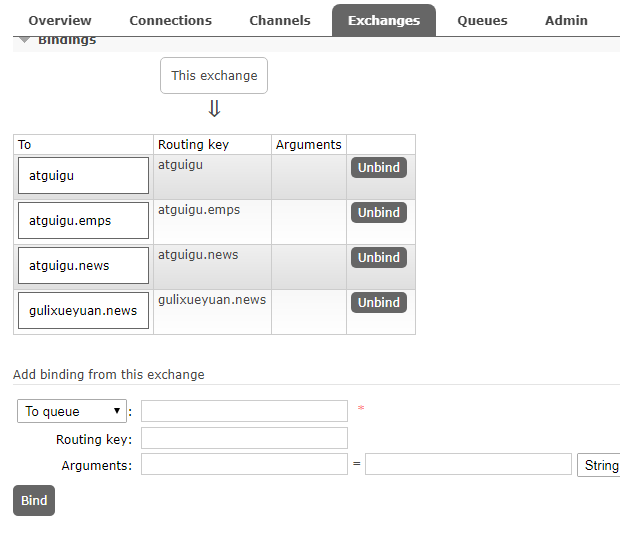 Overview Connections Channels Exchanges Queues Admin
Bindings
This exchange
⇓
To Routing key Arguments
atguigu atguigu Unbind
atguigu.emps atguigu.emps Unbind
atguigu.news atguigu.news Unbind
gulixueyuan.news gulixueyuan.news Unbind
Add binding from this exchange
To queue : *
Routing key:
Arguments: = String
Bind